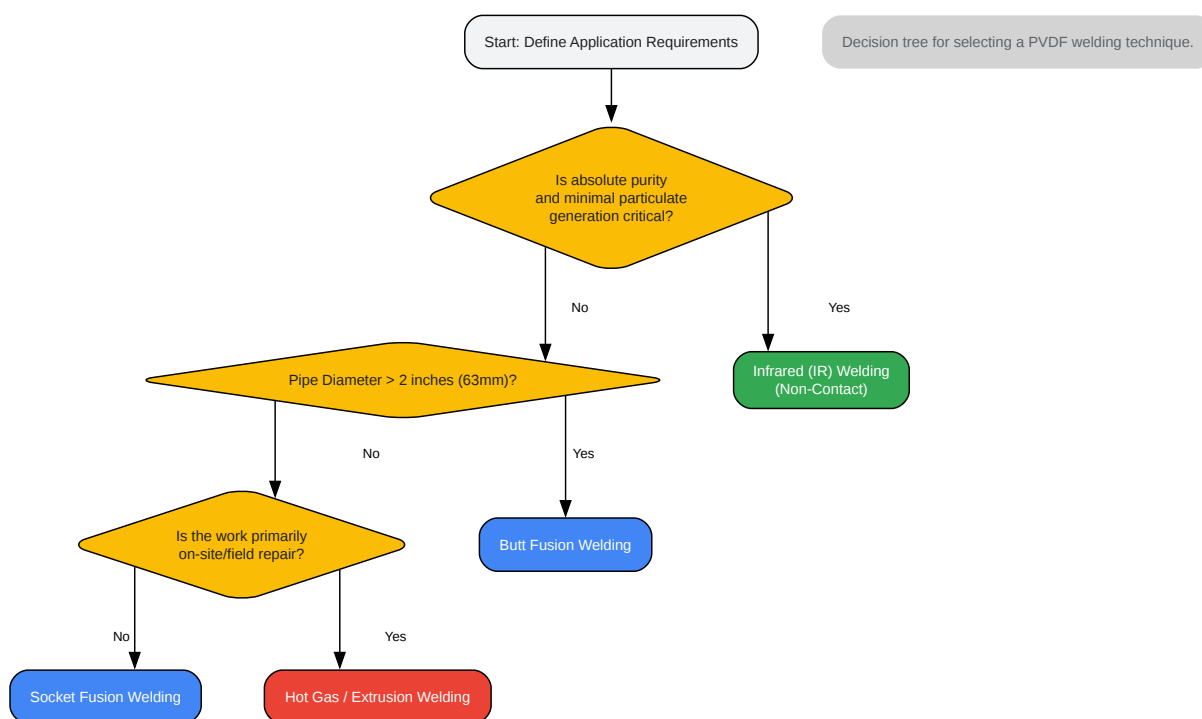 Start: Define Application Requirements
Decision tree for selecting a PVDF welding technique.
Is absolute purity
and minimal particulate
generation critical?
No
Yes
Pipe Diameter > 2 inches (63mm)?
Infrared (IR) Welding
(Non-Contact)
No
Yes
Is the work primarily
on-site/field repair?
Butt Fusion Welding
No
Yes
Socket Fusion Welding
Hot Gas / Extrusion Welding